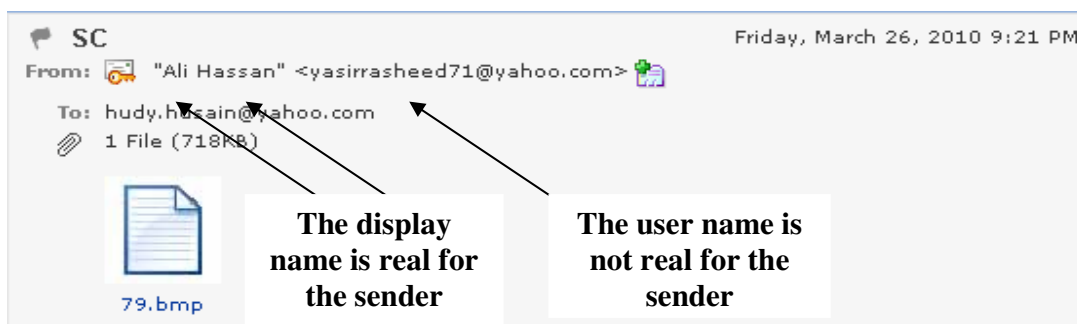 SC
Friday, March 26, 2010 9:21 PM
From: "Ali Hassan" <yasirrasheed71@yahoo.com>
To: hudy.husain@yahoo.com
1 File (718KB)
79.bmp
The display
name is real for
the sender
The user name is
not real for the
sender